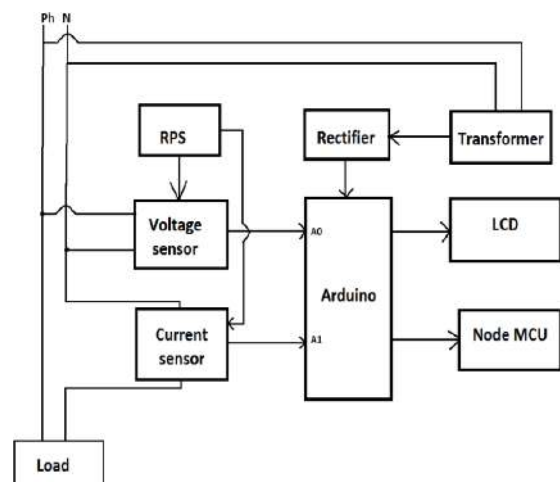 Ph N
RPS
Rectifier
Transformer
Voltage
sensor
A0
LCD
Arduino
Current
sensor
A1
Node MCU
Load